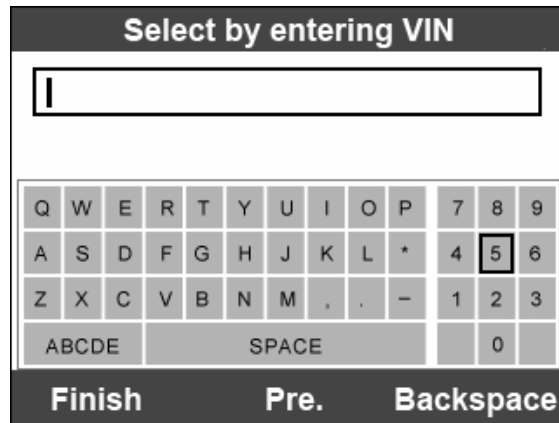 Select by entering VIN
Q W E R T Y U I O P 7 8 9
A S D F G H J K L * 4 5 6
Z X C V B N M , . – 1 2 3
ABCDE SPACE 0
Finish Pre. Backspace